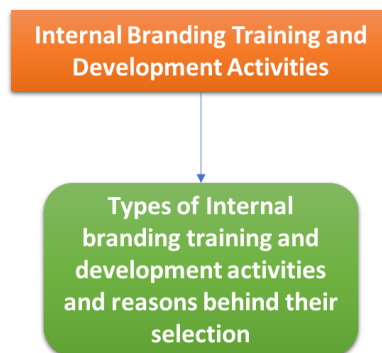 Internal Branding Training and
Development Activities
Types of Internal
branding training and
development activities
and reasons behind their
selection